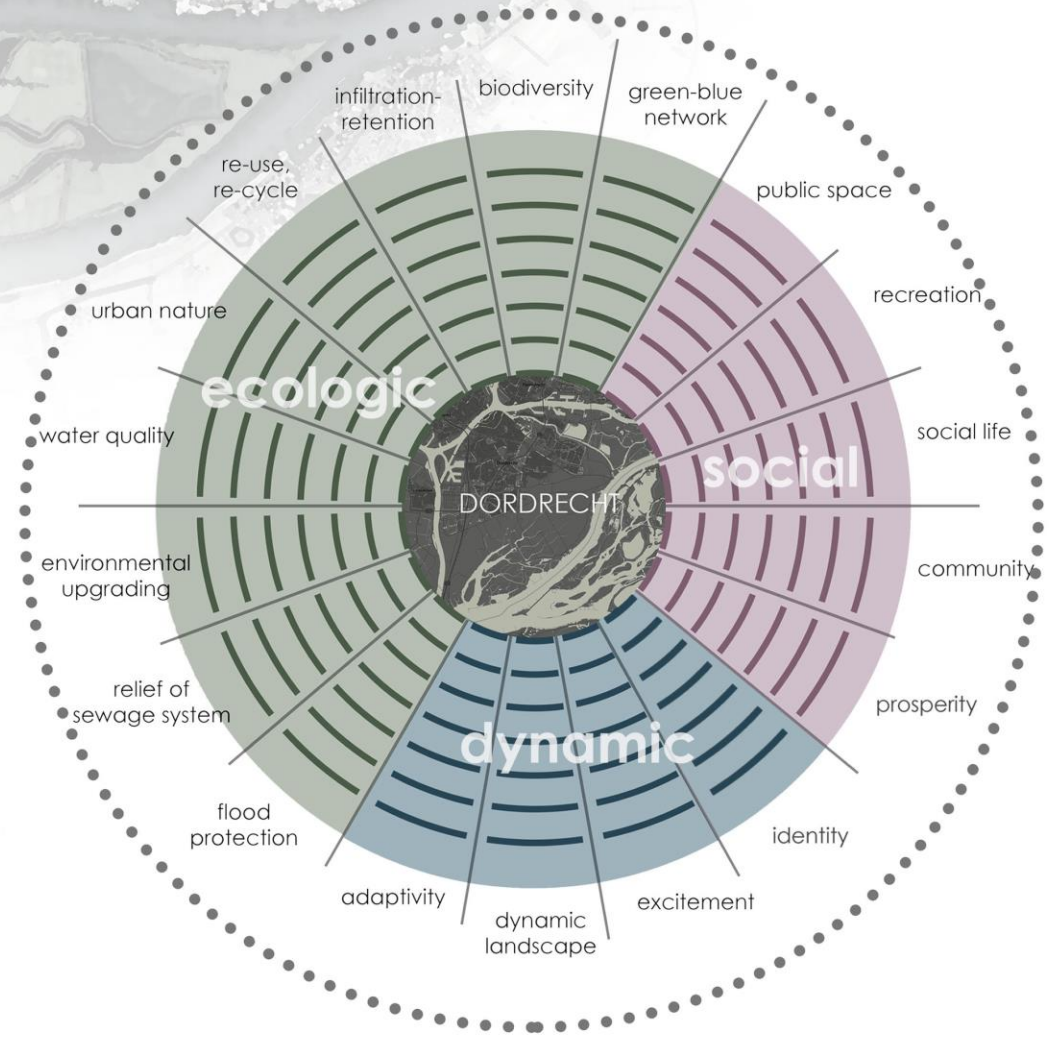 biodiversity
green-blue
network
public space
recreation
social life
community
prosperity
identity
excitement
dynamic
landscape
adaptivity
flood
protection
relief of
sewage system
environmental
upgrading
water quality
urban nature
re-use,
re-cycle
infiltration-
retention
ecologic
social
dynamic
DORDRECHT